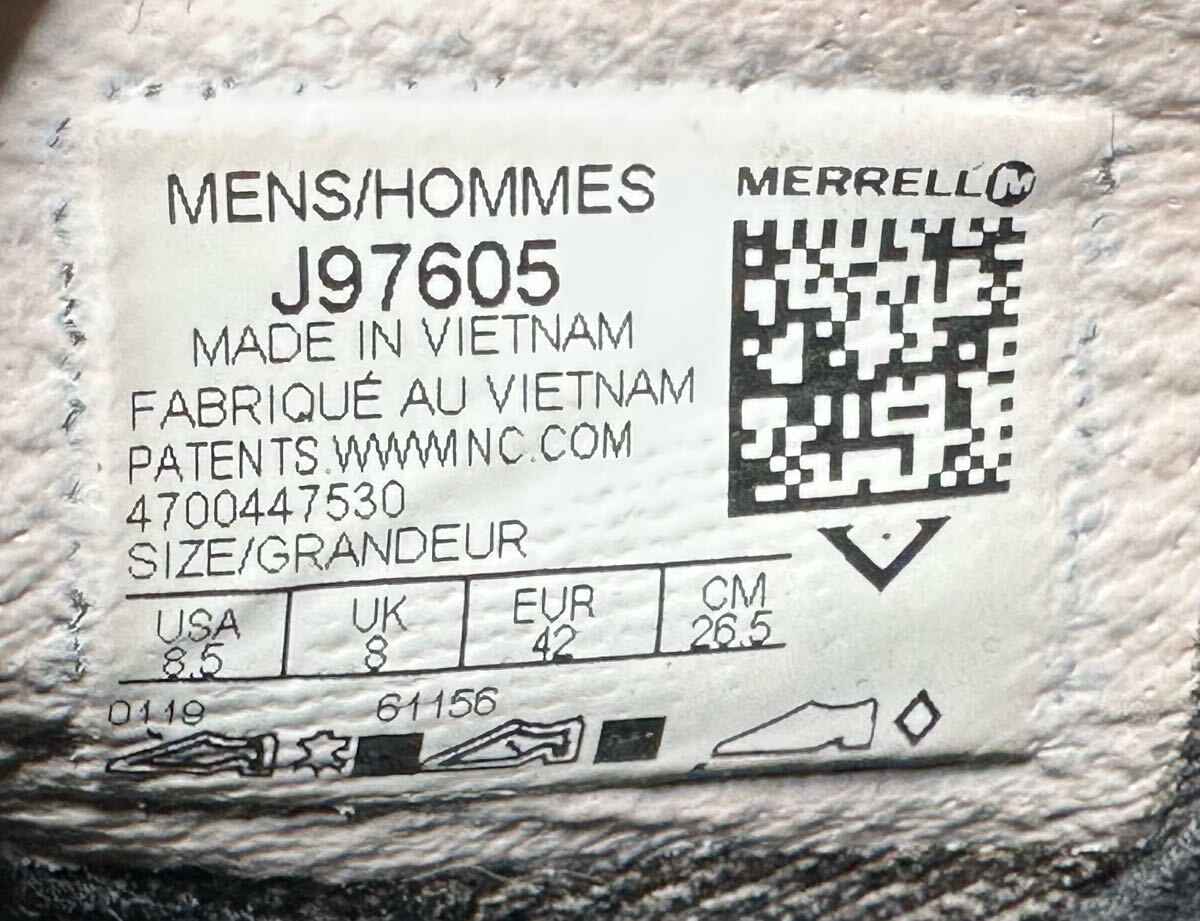 MENS/HOMMES
J97605
MADE IN VIETNAM
FABRIQUÉ AU VIETNAM
PATENTS.WWWMNC.COM
4700447530
SIZE/GRANDEUR
USA UK EUR CM
8.5 8 42 26.5
0119 61156
MERRELL M